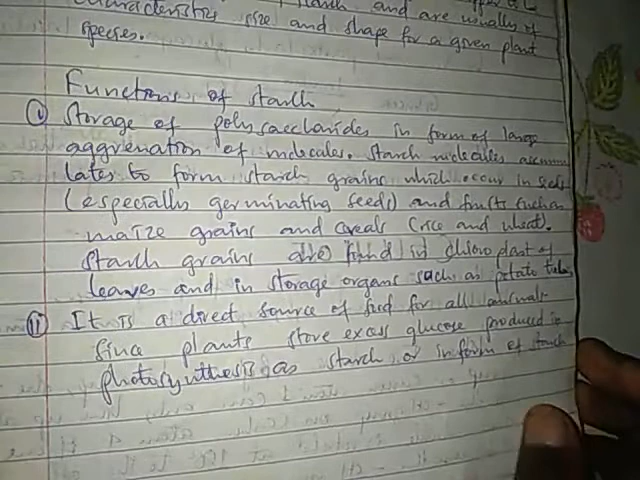 characteristic size and shape for a given plant
Species.
Functions of starch
(i) Storage of polysaccharides in form of large
aggrienation of molecules. Starch molecules accumu
lates to form starch grains which occur in seeds
(especially germinating seeds) and fruits such as
maize grains and cereals (rice and wheat).
Starch grains are found in chloroplast of
leaves and in storage organs such as potato tubers
(ii) It is a direct source of food for all animals
since plants store excess glucose produced in
photosynthesis as starch or in form of starch